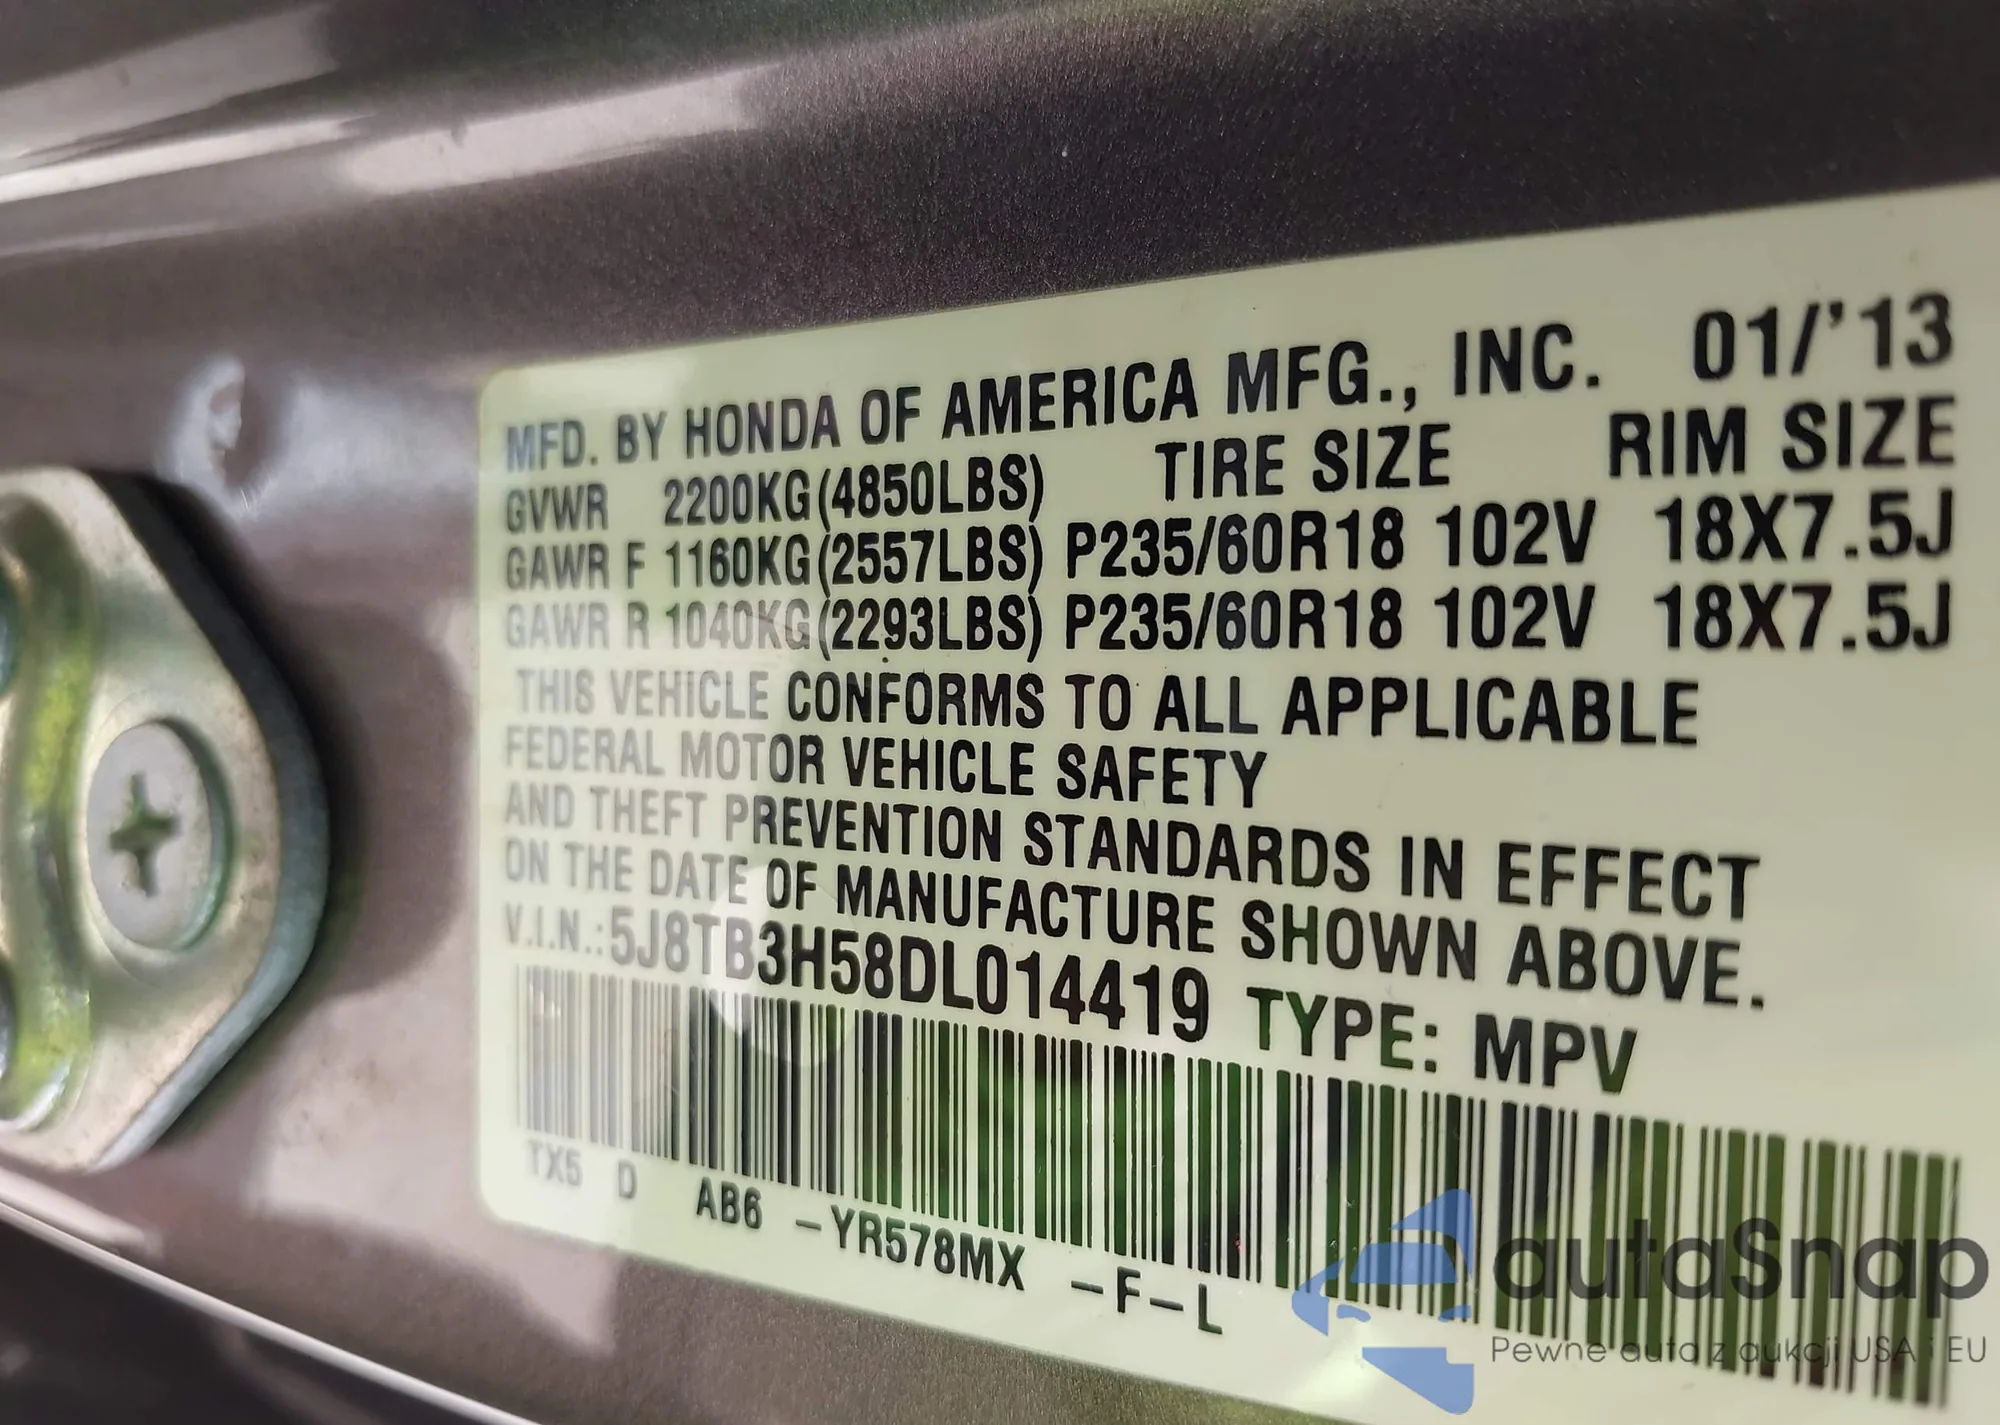 MFD. BY HONDA OF AMERICA MFG., INC. 01/'13
GVWR 2200KG(4850LBS) TIRE SIZE RIM SIZE
GAWR F 1160KG(2557LBS) P235/60R18 102V 18X7.5J
GAWR R 1040KG(2293LBS) P235/60R18 102V 18X7.5J
THIS VEHICLE CONFORMS TO ALL APPLICABLE
FEDERAL MOTOR VEHICLE SAFETY
AND THEFT PREVENTION STANDARDS IN EFFECT
ON THE DATE OF MANUFACTURE SHOWN ABOVE.
V.I.N.:5J8TB3H58DL014419 TYPE: MPV
TX5 D AB6 -YR578MX -F-L
autaSnap
Pewne auto z aukcji USA i EU